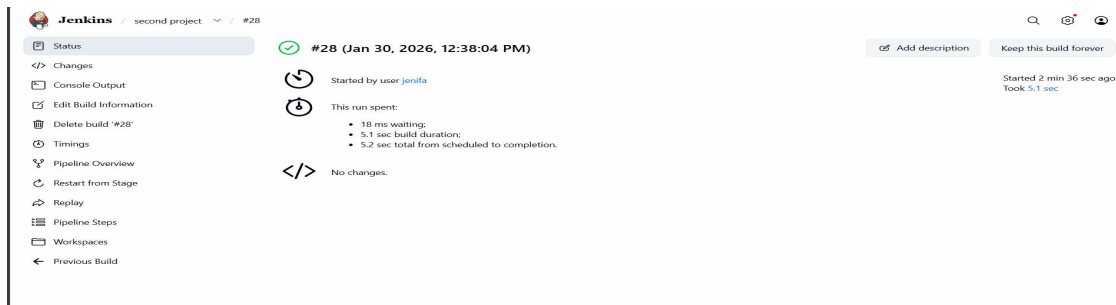 Jenkins / second project / #28
Status
Changes
Console Output
Edit Build Information
Delete build '#28'
Timings
Pipeline Overview
Restart from Stage
Replay
Pipeline Steps
Workspaces
Previous Build
#28 (Jan 30, 2026, 12:38:04 PM)
Add description
Keep this build forever
Started by user jenifa
Started 2 min 36 sec ago
Took 5.1 sec
This run spent:
18 ms waiting;
5.1 sec build duration;
5.2 sec total from scheduled to completion.
No changes.